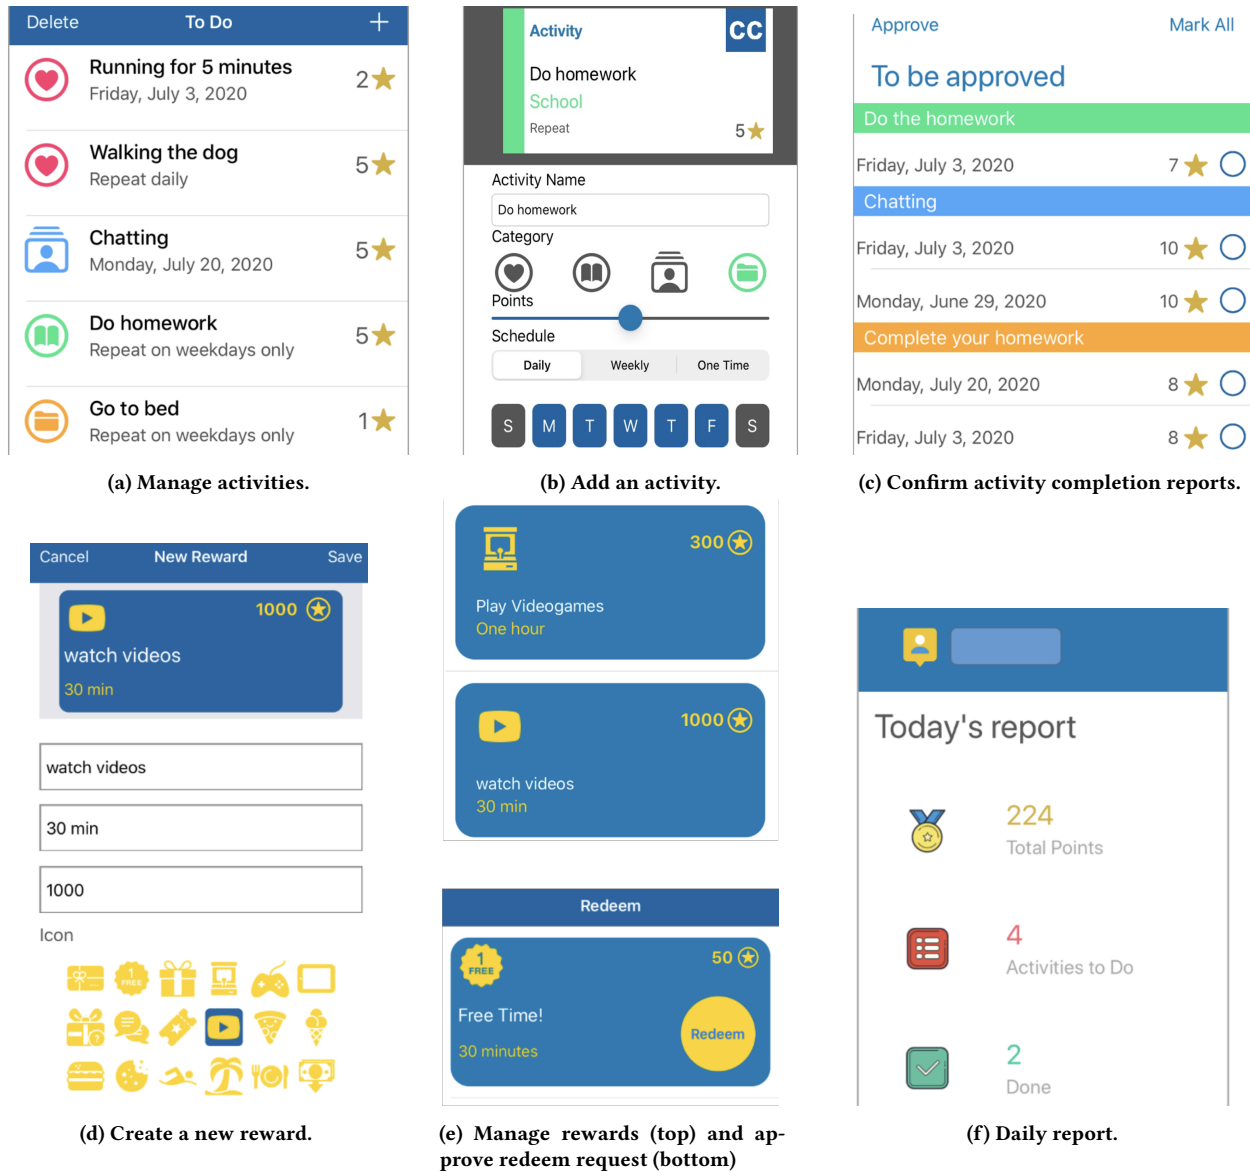 Delete To Do +
Running for 5 minutes
Friday, July 3, 2020
2
Walking the dog
Repeat daily
5
Chatting
Monday, July 20, 2020
5
Do homework
Repeat on weekdays only
5
Go to bed
Repeat on weekdays only
1
(a) Manage activities.
Activity
CC
Do homework
School
Repeat
5
Activity Name
Do homework
Category
Points
Schedule
Daily Weekly One Time
S M T W T F S
(b) Add an activity.
Approve Mark All
To be approved
Do the homework
Friday, July 3, 2020 7
Chatting
Friday, July 3, 2020 10
Monday, June 29, 2020 10
Complete your homework
Monday, July 20, 2020 8
Friday, July 3, 2020 8
(c) Confirm activity completion reports.
Cancel New Reward Save
1000
watch videos
30 min
watch videos
30 min
1000
Icon
1
FREE
?
(d) Create a new reward.
300
Play Videogames
One hour
1000
watch videos
30 min
Redeem
1
FREE
50
Free Time!
30 minutes
Redeem
(e) Manage rewards (top) and ap-
prove redeem request (bottom)
Today's report
224
Total Points
4
Activities to Do
2
Done
(f) Daily report.